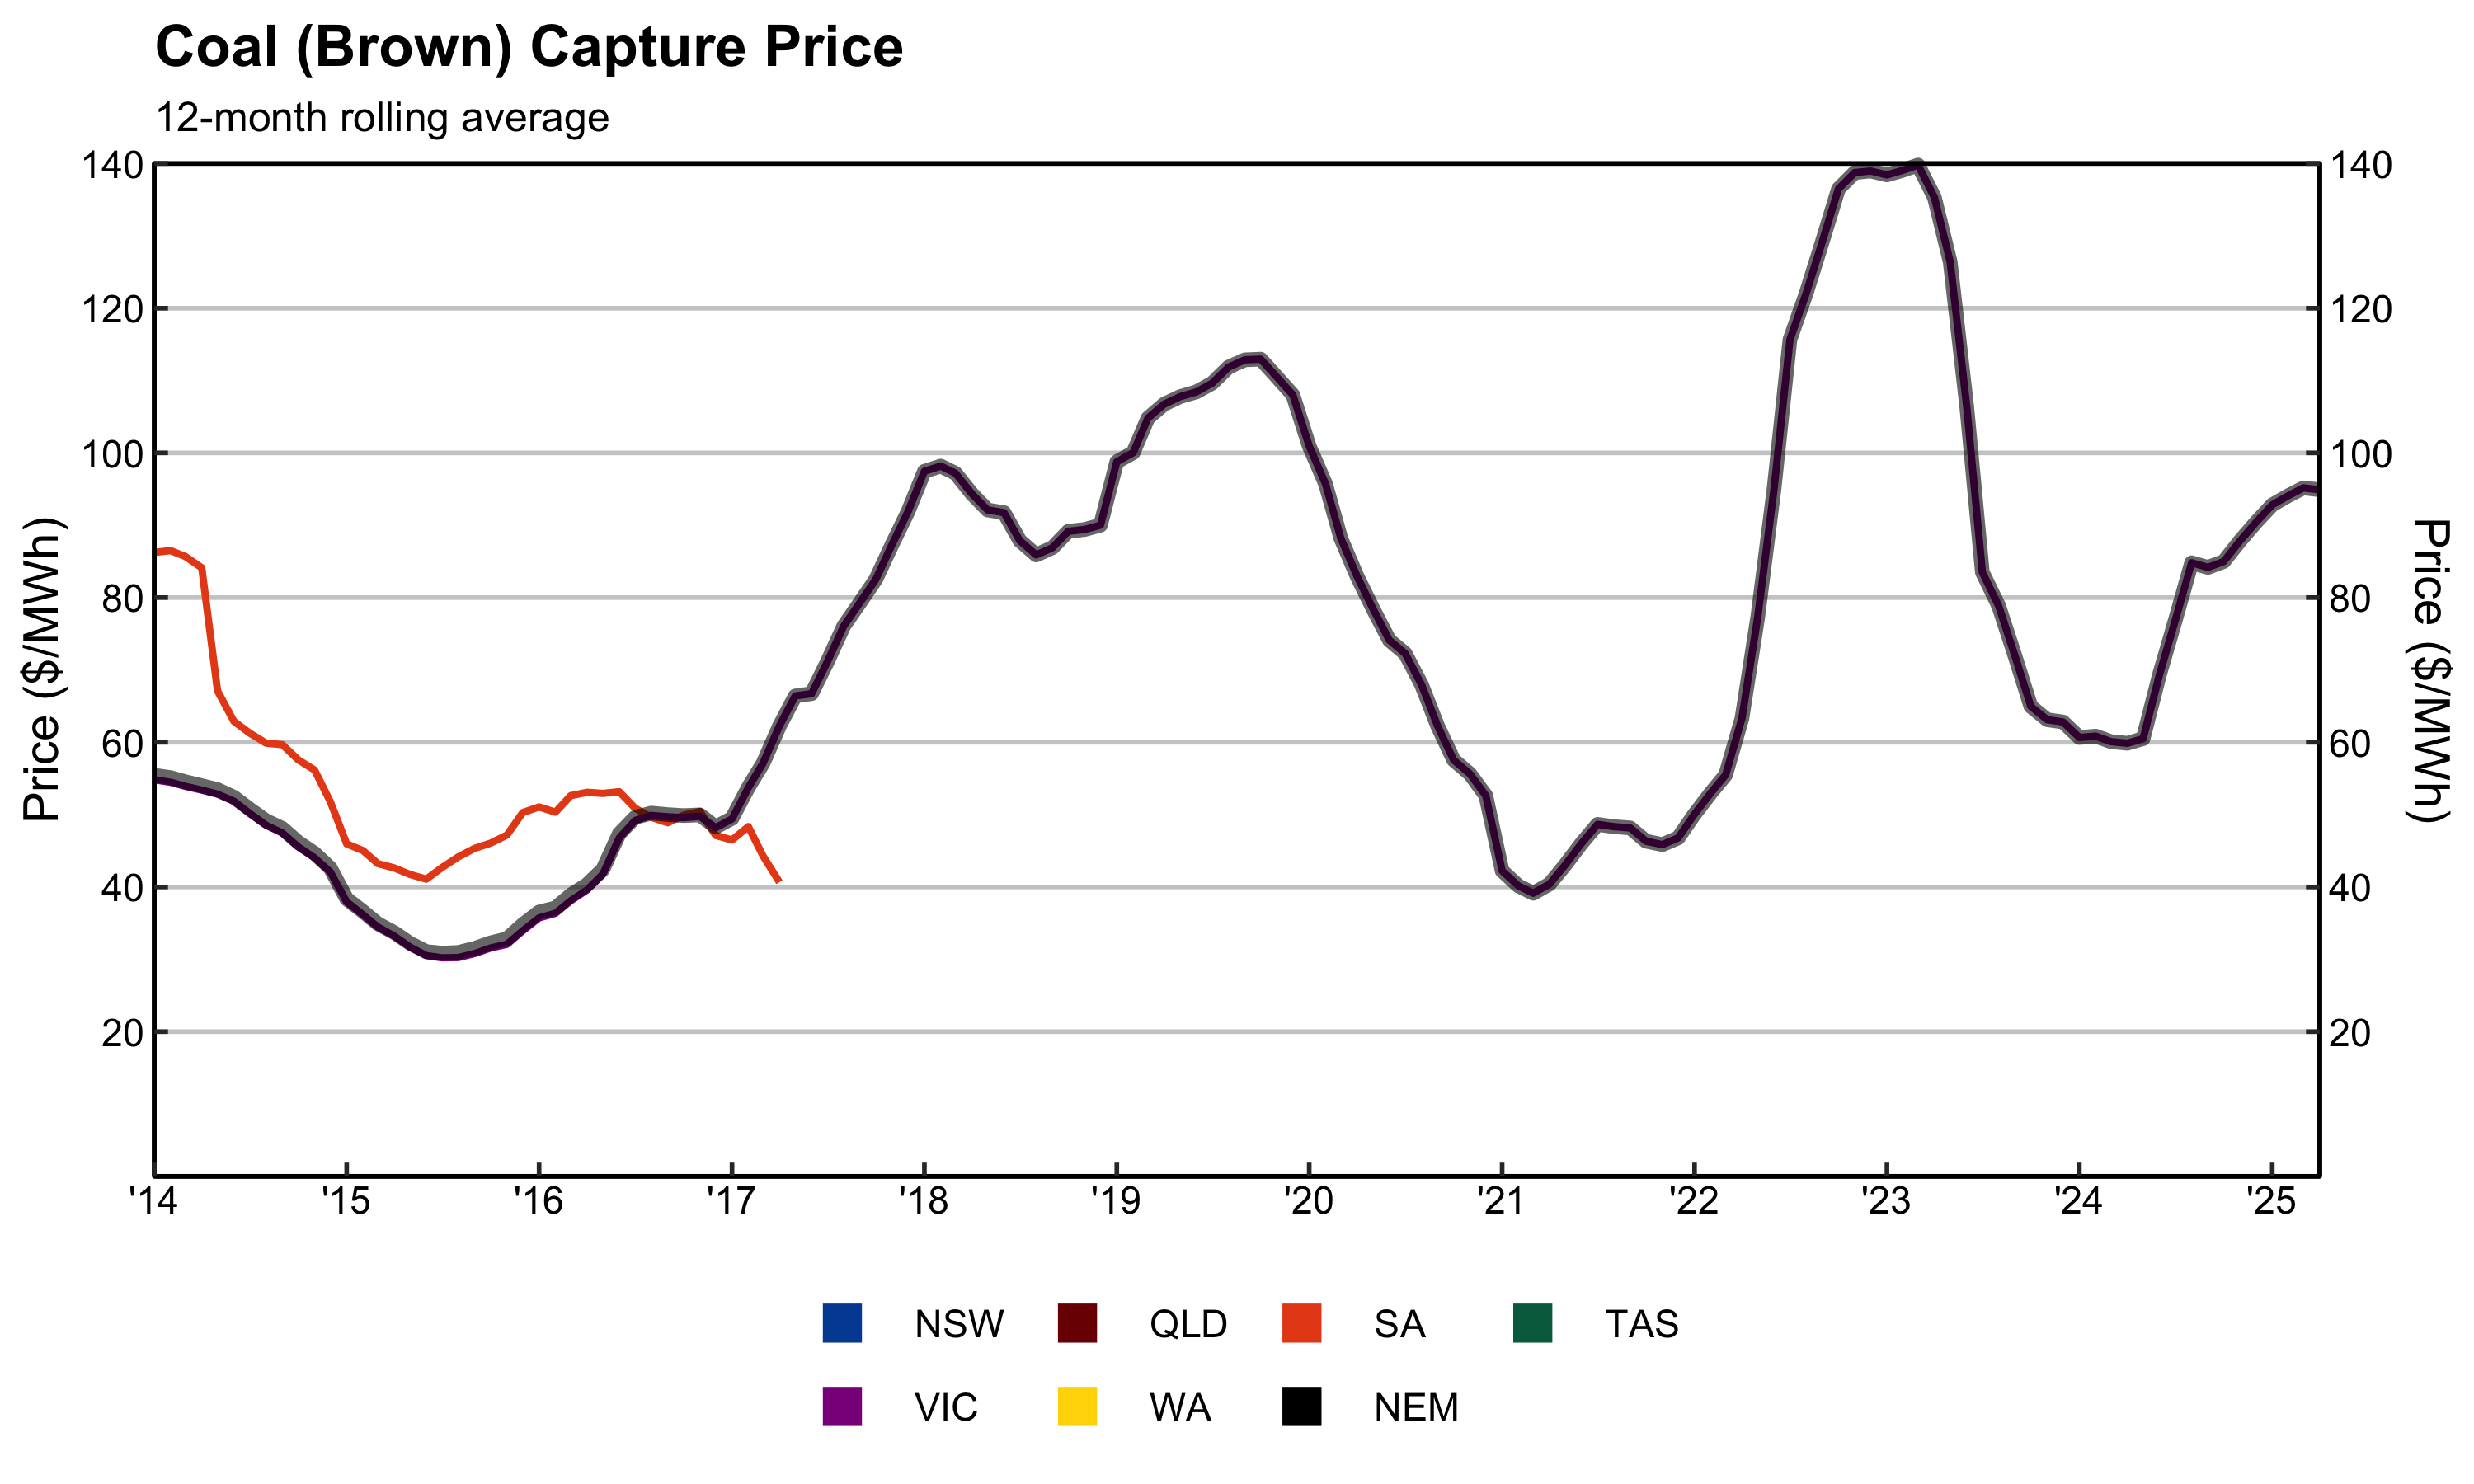 Coal (Brown) Capture Price
12-month rolling average
Price ($/MWh)
140
120
100
80
60
40
20
140
120
100
80
60
40
20
Price ($/MWh)
'14 '15 '16 '17 '18 '19 '20 '21 '22 '23 '24 '25
NSW QLD SA TAS
VIC WA NEM